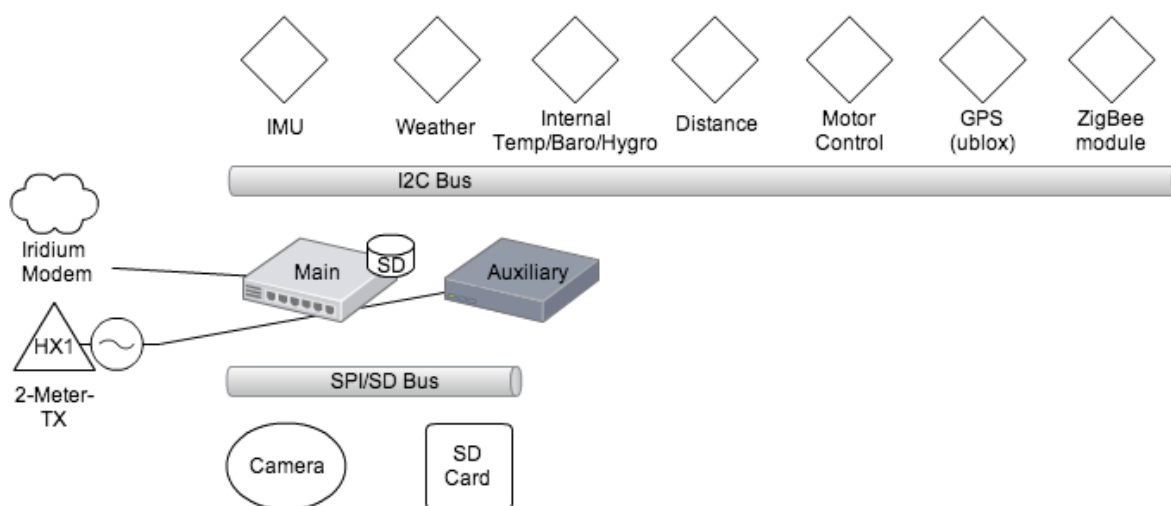 IMU
Weather
Internal
Temp/Baro/Hygro
Distance
Motor
Control
GPS
(ublox)
ZigBee
module
I2C Bus
Iridium
Modem
Main
SD
Auxiliary
HX1
2-Meter-
TX
SPI/SD Bus
Camera
SD
Card